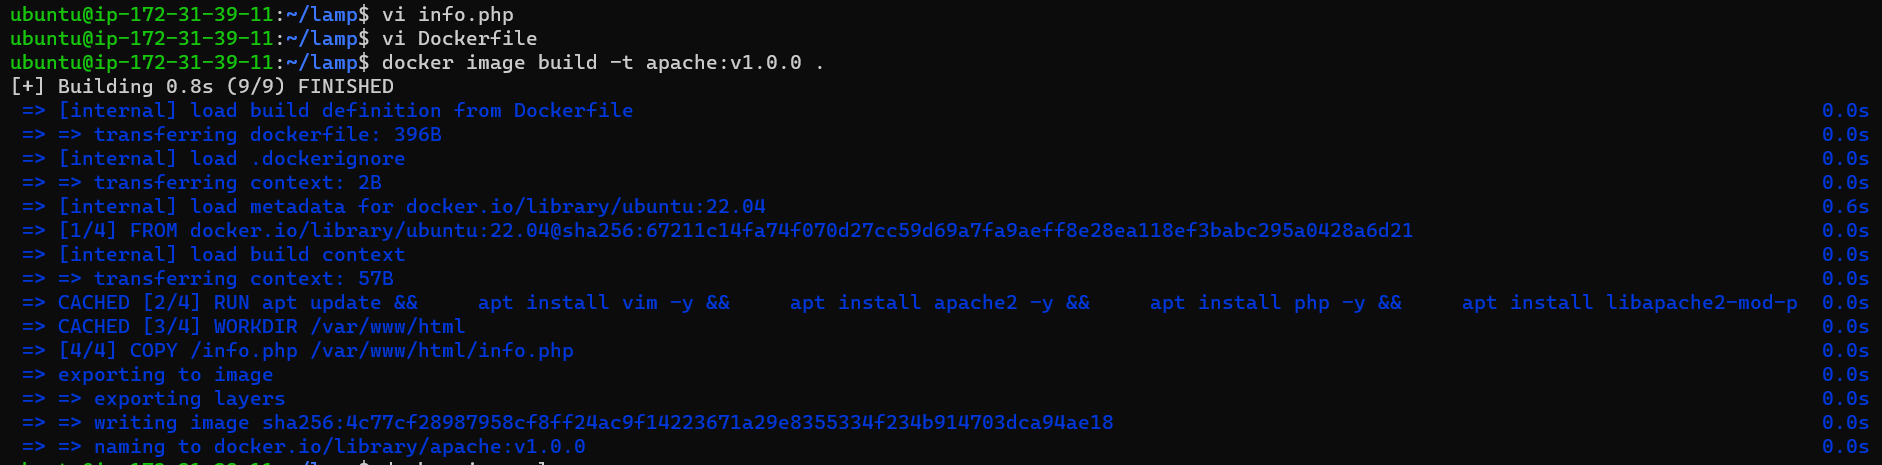 ubuntu@ip-172-31-39-11:~/lamp$ vi info.php
ubuntu@ip-172-31-39-11:~/lamp$ vi Dockerfile
ubuntu@ip-172-31-39-11:~/lamp$ docker image build -t apache:v1.0.0 .
[+] Building 0.8s (9/9) FINISHED
=> [internal] load build definition from Dockerfile 0.0s
=> => transferring dockerfile: 396B 0.0s
=> [internal] load .dockerignore 0.0s
=> => transferring context: 2B 0.0s
=> [internal] load metadata for docker.io/library/ubuntu:22.04 0.6s
=> [1/4] FROM docker.io/library/ubuntu:22.04@sha256:67211c14fa74f070d27cc59d69a7fa9aeff8e28ea118ef3babc295a0428a6d21 0.0s
=> [internal] load build context 0.0s
=> => transferring context: 57B 0.0s
=> CACHED [2/4] RUN apt update &&     apt install vim -y &&     apt install apache2 -y &&     apt install php -y &&     apt install libapache2-mod-p 0.0s
=> CACHED [3/4] WORKDIR /var/www/html 0.0s
=> [4/4] COPY /info.php /var/www/html/info.php 0.0s
=> exporting to image 0.0s
=> => exporting layers 0.0s
=> => writing image sha256:4c77cf28987958cf8ff24ac9f14223671a29e8355334f234b914703dca94ae18 0.0s
=> => naming to docker.io/library/apache:v1.0.0 0.0s